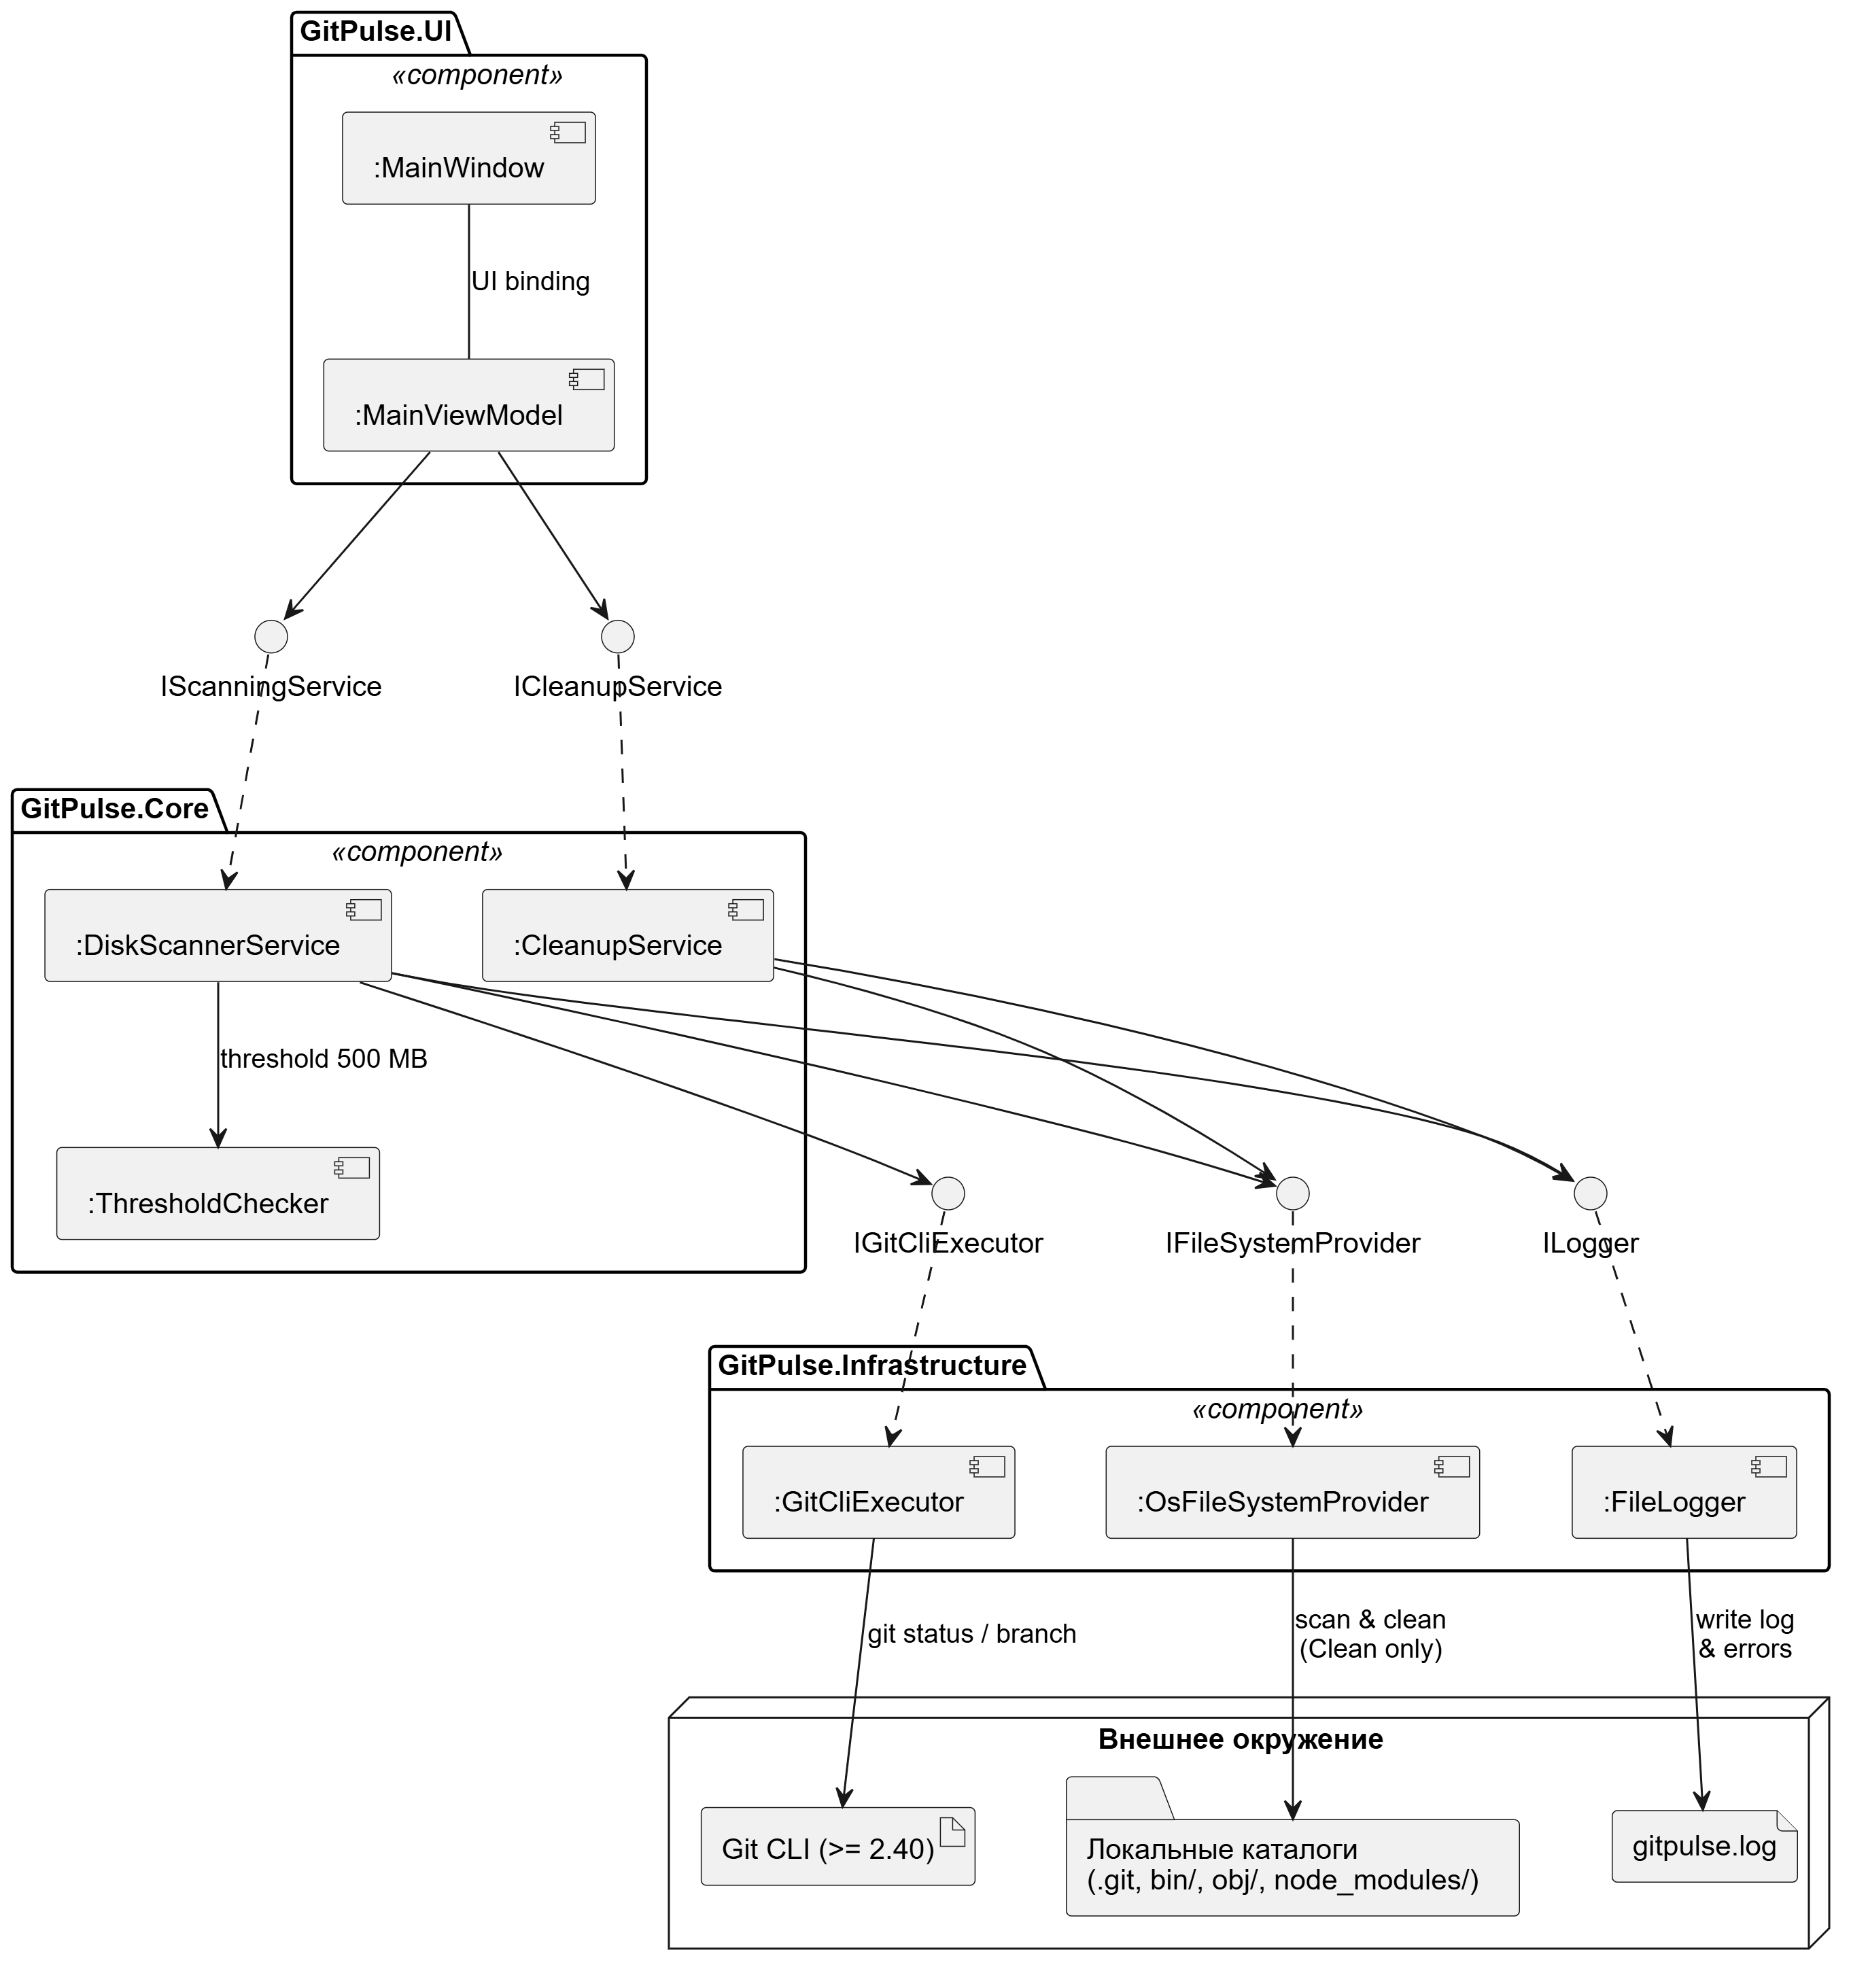 GitPulse.UI
«component»
:MainWindow
UI binding
:MainViewModel
IScanningService
ICleanupService
GitPulse.Core
«component»
:DiskScannerService
:CleanupService
threshold 500 MB
:ThresholdChecker
IGitCliExecutor
IFileSystemProvider
ILogger
GitPulse.Infrastructure
«component»
:GitCliExecutor
:OsFileSystemProvider
:FileLogger
git status / branch
scan & clean
(Clean only)
write log
& errors
Внешнее окружение
Git CLI (>= 2.40)
Локальные каталоги
(.git, bin/, obj/, node_modules/)
gitpulse.log